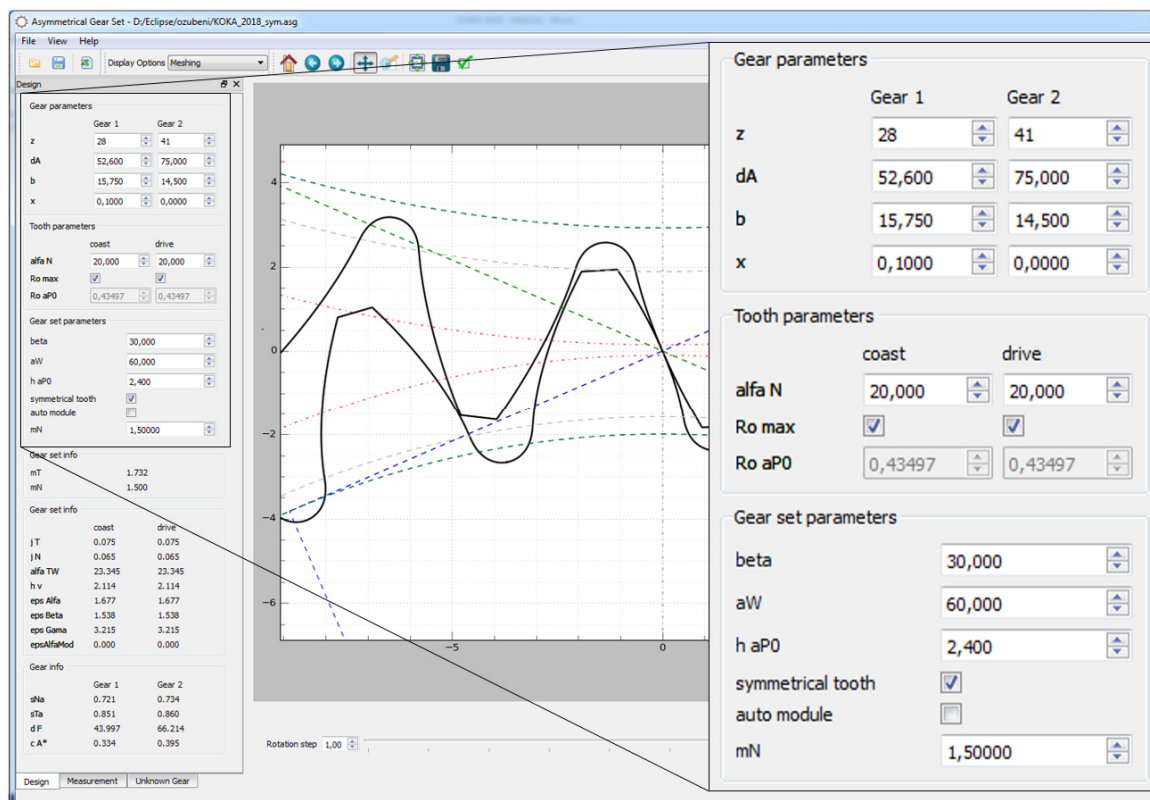 Asymmetrical Gear Set - D:/Eclipse/ozubeni/KOKA_2018_sym.asg
File View Help
Display Options Meshing
Design
Gear parameters
Gear 1 Gear 2
z 28 41
dA 52,600 75,000
b 15,750 14,500
x 0,1000 0,0000
Tooth parameters
coast drive
alfa N 20,000 20,000
Ro max
Ro aP0 0,43497 0,43497
Gear set parameters
beta 30,000
aW 60,000
h aP0 2,400
symmetrical tooth
auto module
mN 1,50000
Gear set info
mT 1.732
mN 1.500
Gear set info
coast drive
j T 0.075 0.075
j N 0.065 0.065
alfa TW 23.345 23.345
h v 2.114 2.114
eps Alfa 1.677 1.677
eps Beta 1.538 1.538
eps Gama 3.215 3.215
epsAlfaMod 0.000 0.000
Gear info
Gear 1 Gear 2
sNa 0.721 0.734
sTa 0.851 0.860
d F 43.997 66.214
c A* 0.334 0.395
Design Measurement Unknown Gear
4
2
0
−2
−4
−6
−5 0
Rotation step 1,00
Gear parameters
Gear 1 Gear 2
z 28 41
dA 52,600 75,000
b 15,750 14,500
x 0,1000 0,0000
Tooth parameters
coast drive
alfa N 20,000 20,000
Ro max
Ro aP0 0,43497 0,43497
Gear set parameters
beta 30,000
aW 60,000
h aP0 2,400
symmetrical tooth
auto module
mN 1,50000